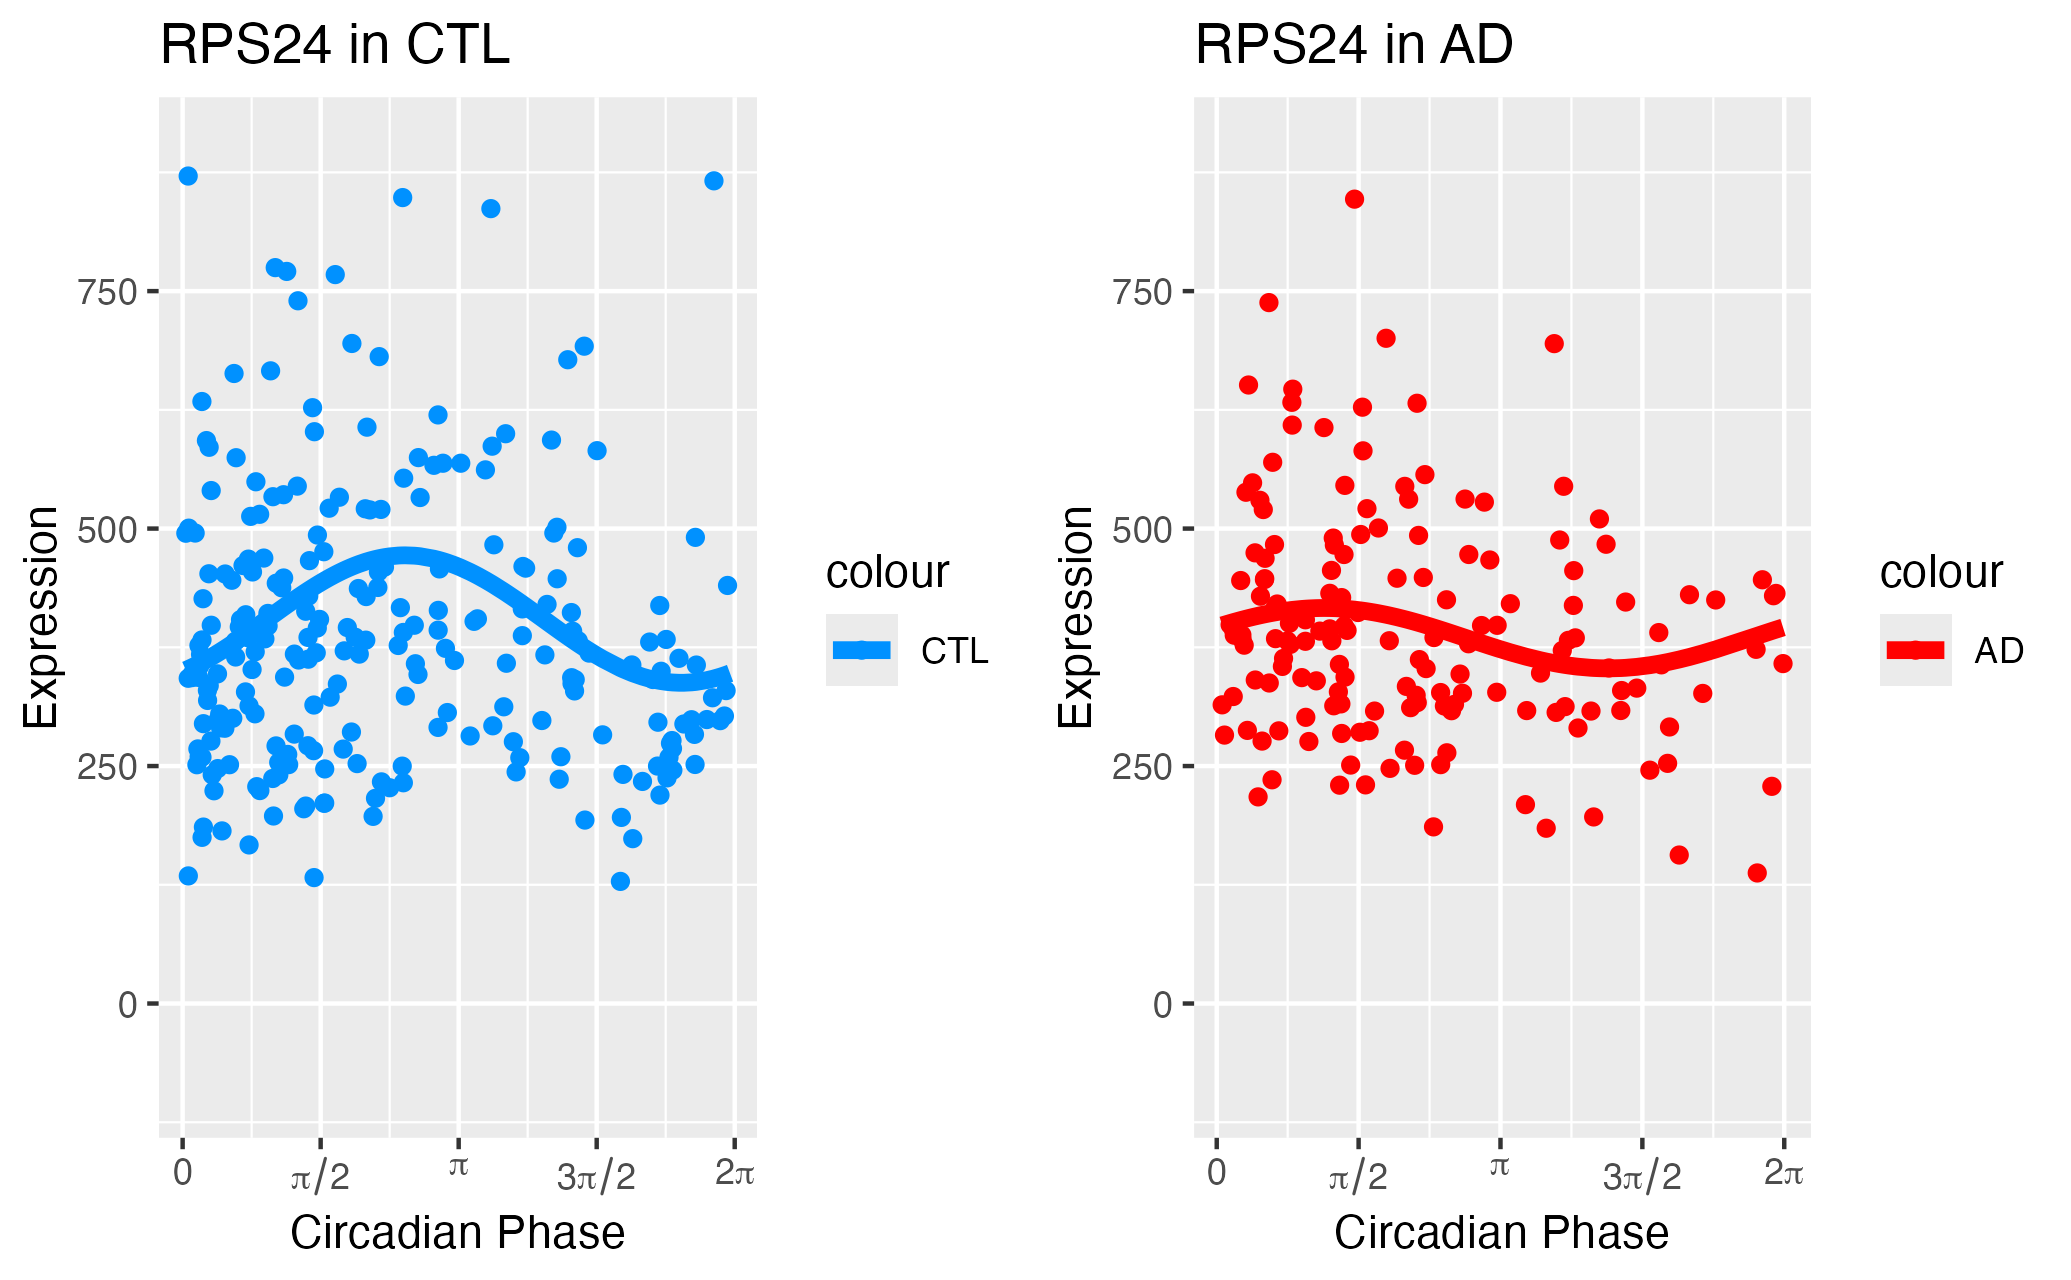 RPS24 in CTL
Expression
750
500
250
0
0 π/2 π 3π/2 2π
Circadian Phase
colour
CTL
RPS24 in AD
Expression
750
500
250
0
0 π/2 π 3π/2 2π
Circadian Phase
colour
AD